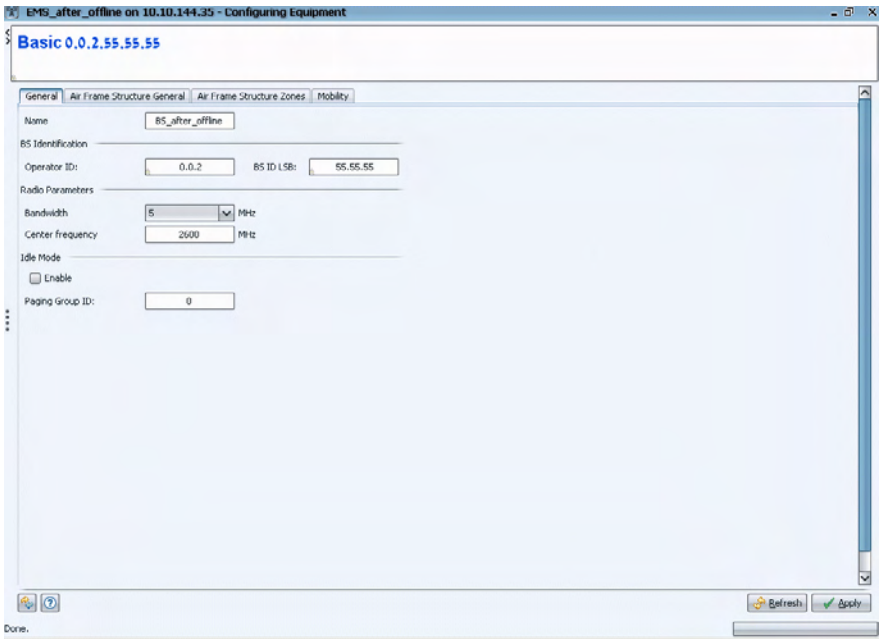 EMS_after_offline on 10.10.144.35 - Configuring Equipment
Basic 0.0.2.55.55.55
General Air Frame Structure General Air Frame Structure Zones Mobility
Name BS_after_offline
BS Identification
Operator ID: 0.0.2 BS ID LSB: 55.55.55
Radio Parameters
Bandwidth 5 MHz
Center frequency 2600 MHz
Idle Mode
Enable
Paging Group ID: 0
Refresh Apply
Done.